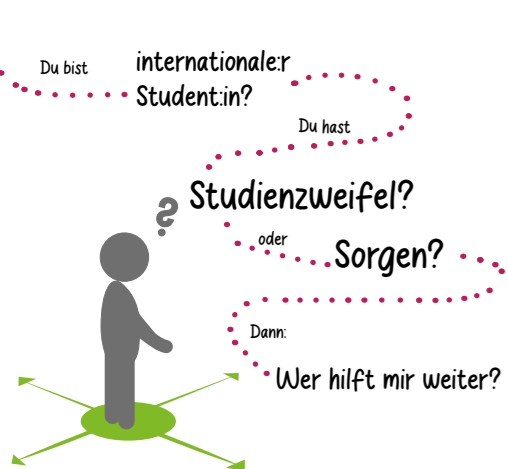 Du bist
internationale:r
Student:in?
Du hast
Studienzweifel?
?
oder
Sorgen?
Dann:
Wer hilft mir weiter?